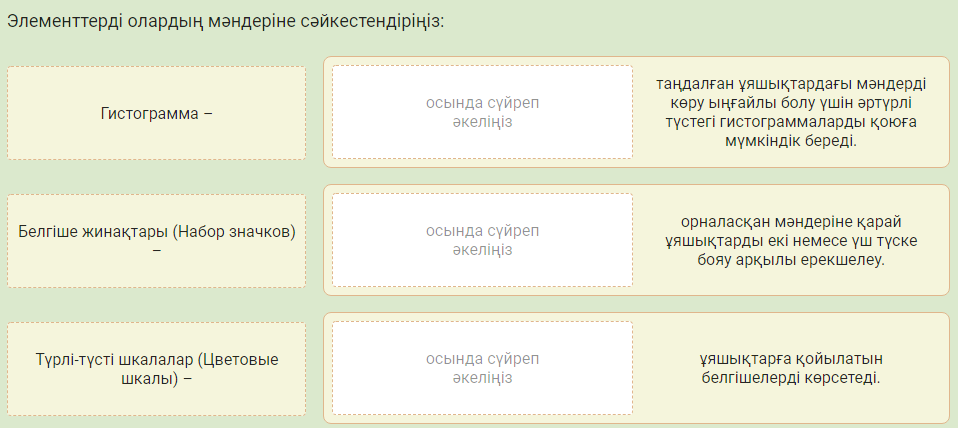 Элементтерді олардың мәндеріне сәйкестендіріңіз:
Гистограмма –
осында сүйреп
әкеліңіз
таңдалған ұяшықтардағы мәндерді
көру ыңғайлы болу үшін әртүрлі
түстегі гистограммаларды қоюға
мүмкіндік береді.
Белгіше жинақтары (Набор значков)
–
осында сүйреп
әкеліңіз
орналасқан мәндеріне қарай
ұяшықтарды екі немесе үш түске
бояу арқылы ерекшелеу.
Түрлі-түсті шкалалар (Цветовые
шкалы) –
осында сүйреп
әкеліңіз
ұяшықтарға қойылатын
белгішелерді көрсетеді.